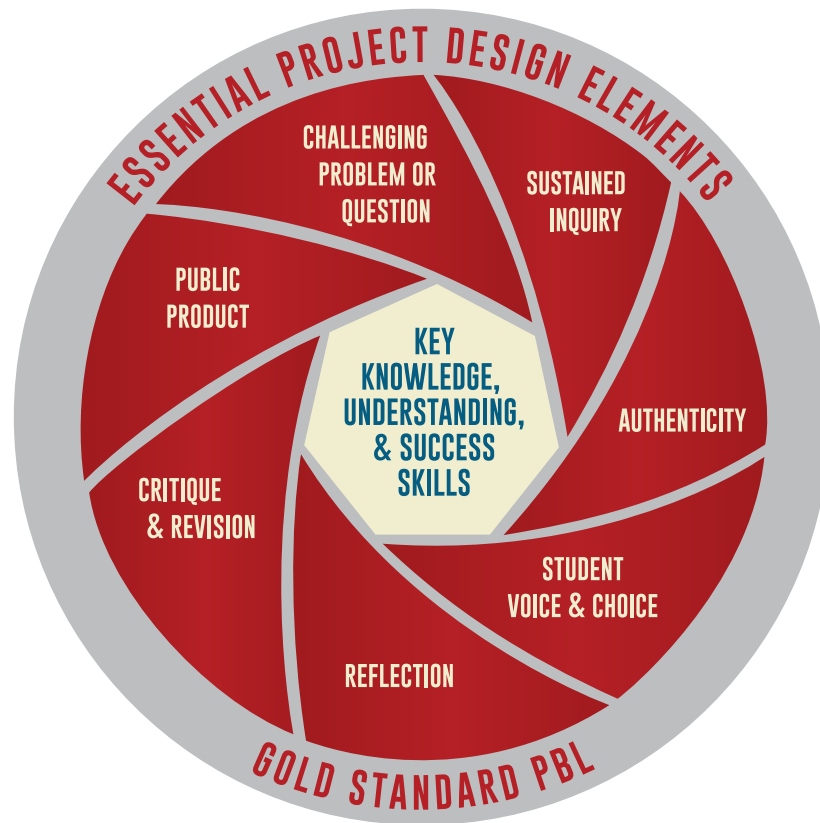 ESSENTIAL PROJECT DESIGN ELEMENTS
CHALLENGING
PROBLEM OR
QUESTION
SUSTAINED
INQUIRY
AUTHENTICITY
STUDENT
VOICE & CHOICE
REFLECTION
CRITIQUE
& REVISION
PUBLIC
PRODUCT
KEY
KNOWLEDGE,
UNDERSTANDING,
& SUCCESS
SKILLS
GOLD STANDARD PBL